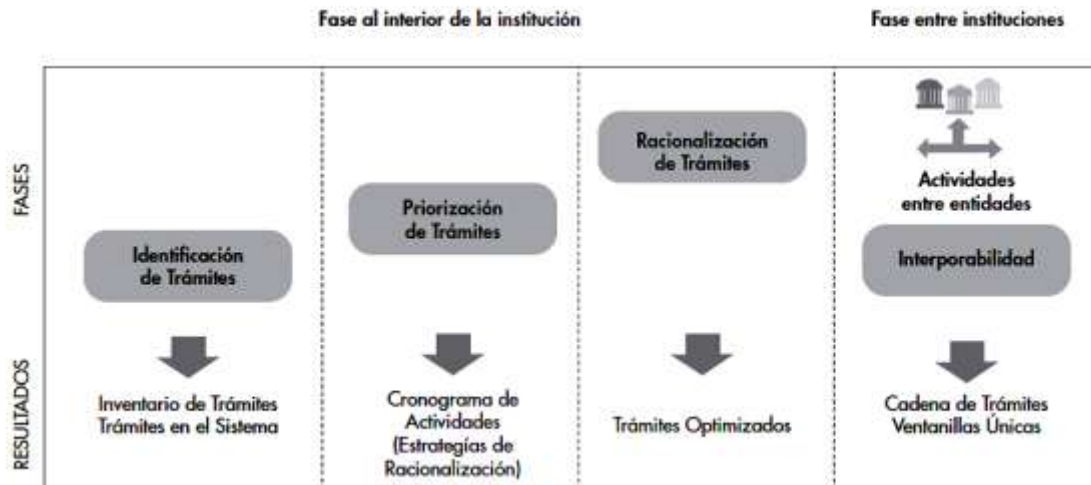 Fase al interior de la institución
Fase entre instituciones
FASES
Identificación
de Trámites
Priorización
de Trámites
Racionalización
de Trámites
Actividades
entre entidades
Interporabilidad
RESULTADOS
Inventario de Trámites
Trámites en el Sistema
Cronograma de
Actividades
(Estrategías de
Racionalización)
Trámites Optimizados
Cadena de Trámites
Ventanillas Únicas